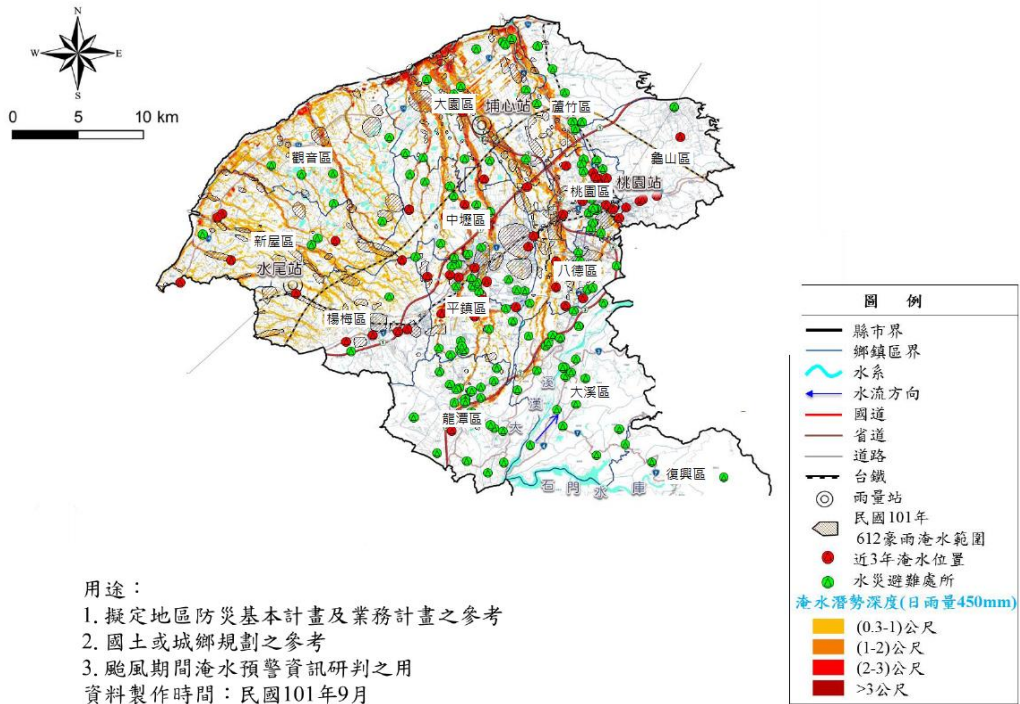 N
W
E
S
0
5
10 km
大園區
埔心站
蘆竹區
觀音區
龜山區
桃園站
桃園區
中壢區
新屋區
水尾站
八德區
平鎮區
楊梅區
大溪區
龍潭區
大漢溪
復興區
石門水庫
圖 例
縣市界
鄉鎮區界
水系
水流方向
國道
省道
道路
台鐵
雨量站
民國101年
612豪雨淹水範圍
近3年淹水位置
水災避難處所
淹水潛勢深度(日雨量450mm)
(0.3-1)公尺
(1-2)公尺
(2-3)公尺
>3公尺
用途：
1. 擬定地區防災基本計畫及業務計畫之參考
2. 國土或城鄉規劃之參考
3. 颱風期間淹水預警資訊研判之用
資料製作時間：民國101年9月